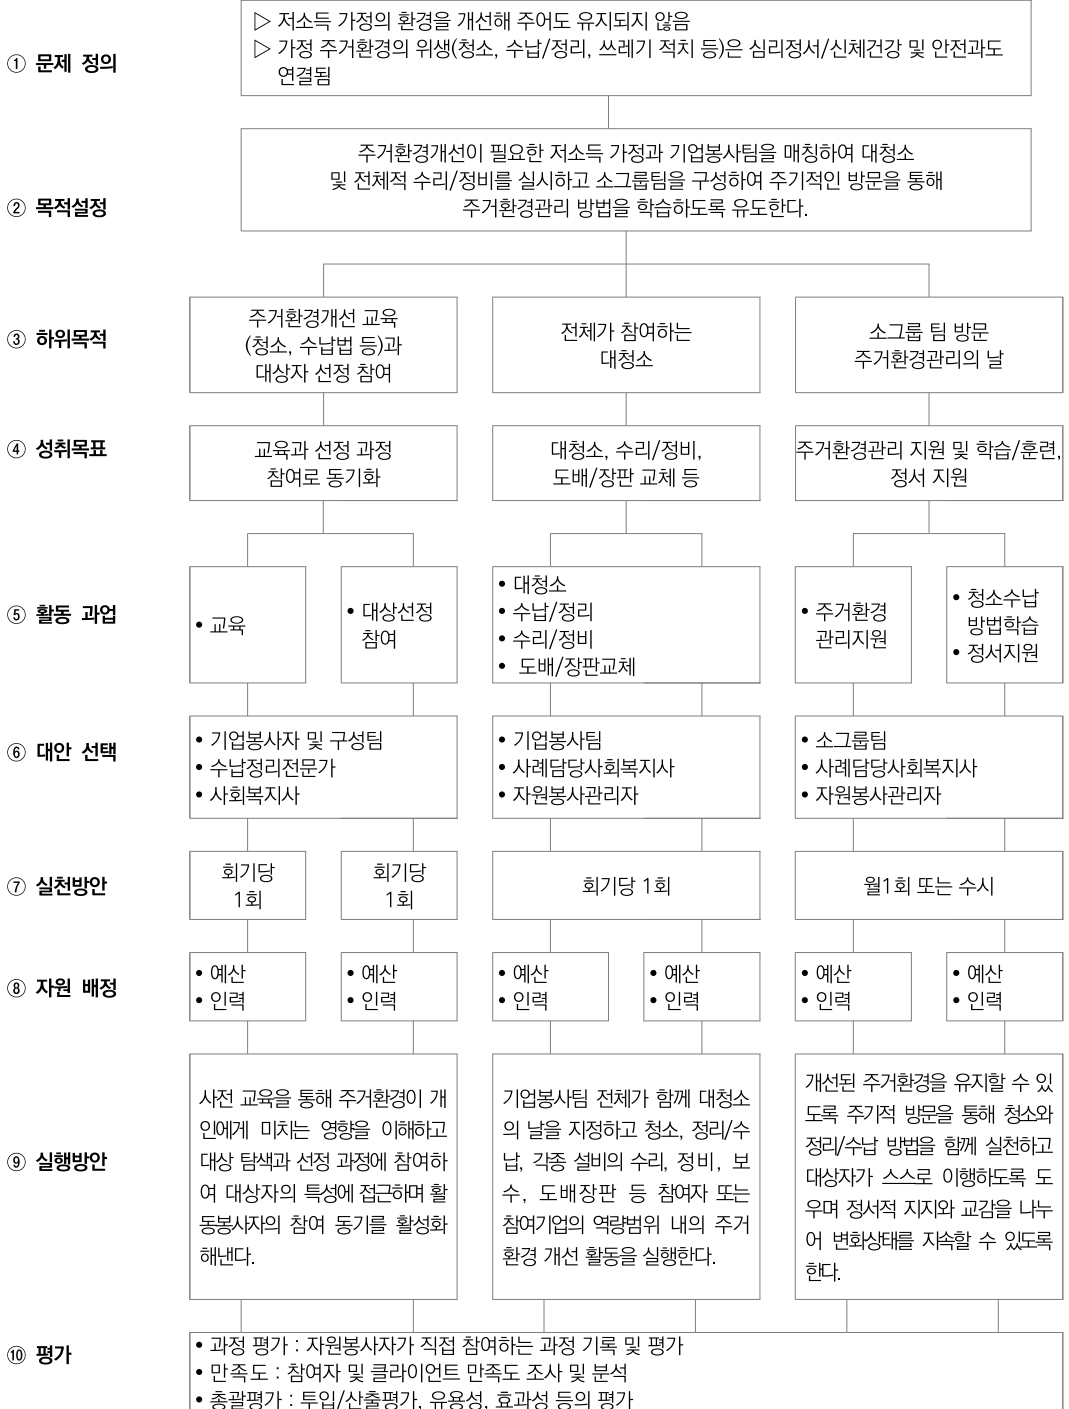 ① 문제 정의
▷ 저소득 가정의 환경을 개선해 주어도 유지되지 않음
▷ 가정 주거환경의 위생(청소, 수납/정리, 쓰레기 적치 등)은 심리정서/신체건강 및 안전과도
연결됨
② 목적설정
주거환경개선이 필요한 저소득 가정과 기업봉사팀을 매칭하여 대청소
및 전체적 수리/정비를 실시하고 소그룹팀을 구성하여 주기적인 방문을 통해
주거환경관리 방법을 학습하도록 유도한다.
③ 하위목적
주거환경개선 교육
(청소, 수납법 등)과
대상자 선정 참여
전체가 참여하는
대청소
소그룹 팀 방문
주거환경관리의 날
④ 성취목표
교육과 선정 과정
참여로 동기화
대청소, 수리/정비,
도배/장판 교체 등
주거환경관리 지원 및 학습/훈련,
정서 지원
⑤ 활동 과업
• 교육
• 대상선정
참여
• 대청소
• 수납/정리
• 수리/정비
• 도배/장판교체
• 주거환경
관리지원
• 청소수납
방법학습
• 정서지원
⑥ 대안 선택
• 기업봉사자 및 구성팀
• 수납정리전문가
• 사회복지사
• 기업봉사팀
• 사례담당사회복지사
• 자원봉사관리자
• 소그룹팀
• 사례담당사회복지사
• 자원봉사관리자
⑦ 실천방안
회기당
1회
회기당
1회
회기당 1회
월1회 또는 수시
⑧ 자원 배정
• 예산
• 인력
• 예산
• 인력
• 예산
• 인력
• 예산
• 인력
• 예산
• 인력
• 예산
• 인력
⑨ 실행방안
사전 교육을 통해 주거환경이 개
인에게 미치는 영향을 이해하고
대상 탐색과 선정 과정에 참여하
여 대상자의 특성에 접근하며 활
동봉사자의 참여 동기를 활성화
해낸다.
기업봉사팀 전체가 함께 대청소
의 날을 지정하고 청소, 정리/수
납, 각종 설비의 수리, 정비, 보
수, 도배장판 등 참여자 또는
참여기업의 역량범위 내의 주거
환경 개선 활동을 실행한다.
개선된 주거환경을 유지할 수 있
도록 주기적 방문을 통해 청소와
정리/수납 방법을 함께 실천하고
대상자가 스스로 이행하도록 도
우며 정서적 지지와 교감을 나누
어 변화상태를 지속할 수 있도록
한다.
⑩ 평가
• 과정 평가 : 자원봉사자가 직접 참여하는 과정 기록 및 평가
• 만족도 : 참여자 및 클라이언트 만족도 조사 및 분석
• 총괄평가 : 투입/산출평가, 유용성, 효과성 등의 평가